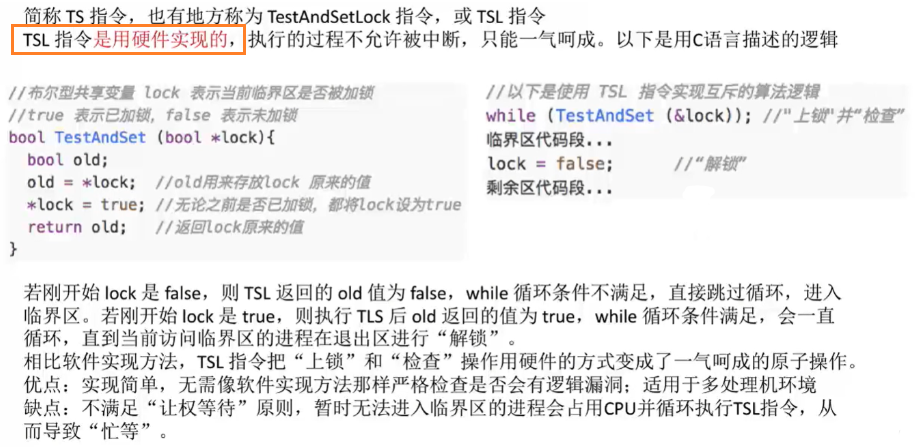 简称 TS 指令，也有地方称为 TestAndSetLock 指令，或 TSL 指令
TSL 指令是用硬件实现的，执行的过程不允许被中断，只能一气呵成。以下是用C语言描述的逻辑
//布尔型共享变量 lock 表示当前临界区是否被加锁
//true 表示已加锁，false 表示未加锁
bool TestAndSet (bool *lock){
bool old;
old = *lock; //old用来存放lock 原来的值
*lock = true; //无论之前是否已加锁，都将lock设为true
return old; //返回lock原来的值
}
//以下是使用 TSL 指令实现互斥的算法逻辑
while (TestAndSet (&lock)); //"上锁"并“检查”
临界区代码段...
lock = false; //“解锁”
剩余区代码段...
若刚开始 lock 是 false，则 TSL 返回的 old 值为 false，while 循环条件不满足，直接跳过循环，进入
临界区。若刚开始 lock 是 true，则执行 TLS 后 old 返回的值为 true，while 循环条件满足，会一直
循环，直到当前访问临界区的进程在退出区进行“解锁”。
相比软件实现方法，TSL 指令把“上锁”和“检查”操作用硬件的方式变成了一气呵成的原子操作。
优点：实现简单，无需像软件实现方法那样严格检查是否会有逻辑漏洞；适用于多处理机环境
缺点：不满足“让权等待”原则，暂时无法进入临界区的进程会占用CPU并循环执行TSL指令，从
而导致“忙等”。